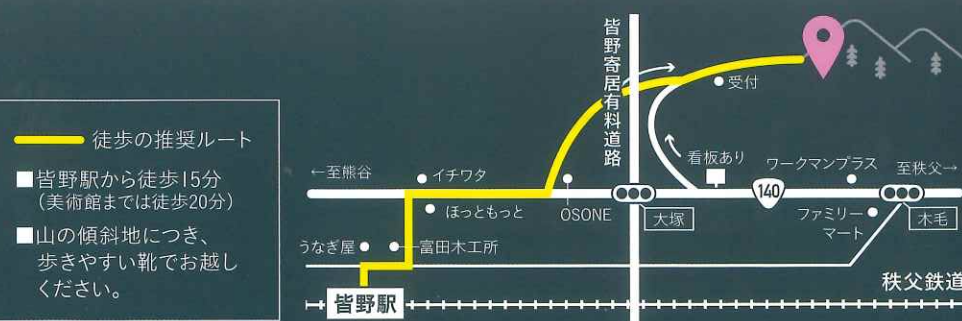 徒歩の推奨ルート
■皆野駅から徒歩15分
(美術館までは徒歩20分)
■山の傾斜地につき、
歩きやすい靴でお越し
ください。
皆野寄居有料道路
受付
←至熊谷
イチワタ
看板あり
ワークマンプラス
至秩父→
ほっともっと
OSONE
大塚
140
ファミリー
マート
木毛
うなぎ屋
富田木工所
皆野駅
秩父鉄道